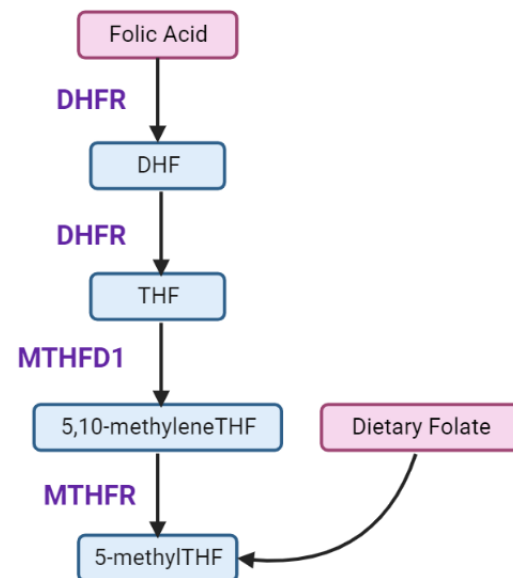 Folic Acid
DHFR
DHF
DHFR
THF
MTHFD1
5,10-methyleneTHF
Dietary Folate
MTHFR
5-methylTHF